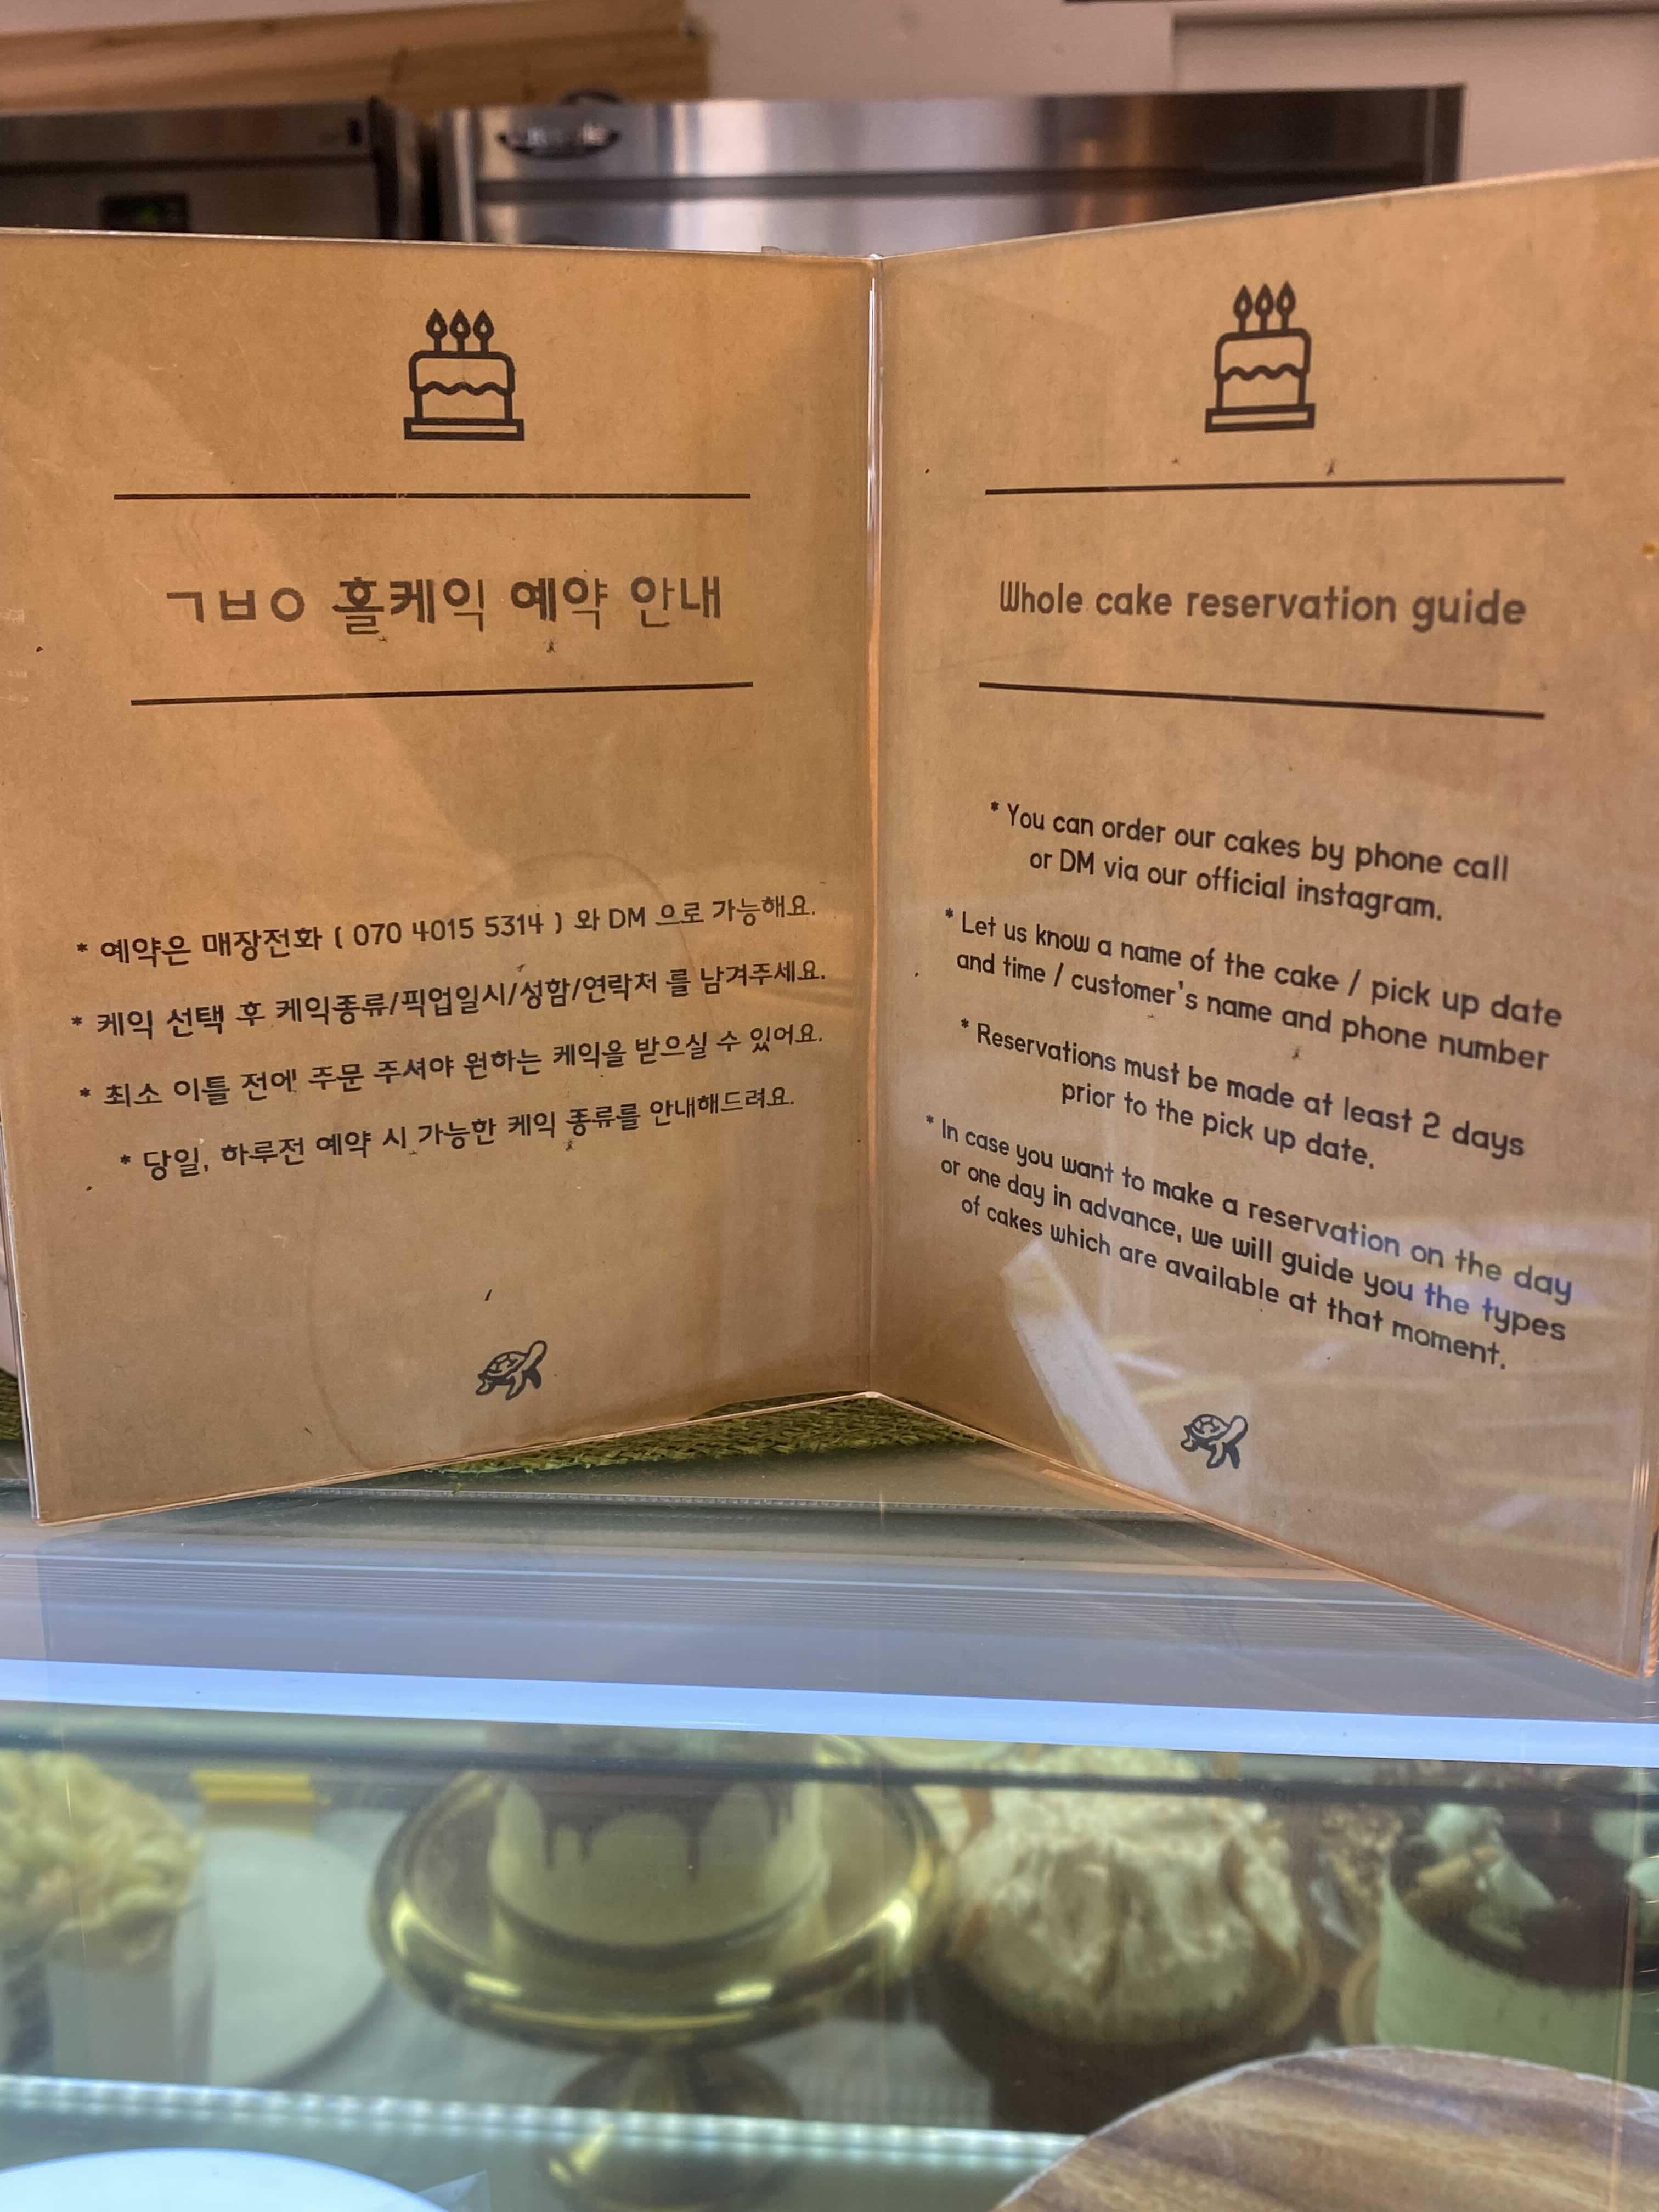 ㄱㅂㅇ 홀케익 예약 안내
* 예약은 매장전화 ( 070 4015 5314 ) 와 DM 으로 가능해요.
* 케익 선택 후 케익종류/픽업일시/성함/연락처 를 남겨주세요.
* 최소 이틀 전에 주문 주셔야 원하는 케익을 받으실 수 있어요.
* 당일, 하루전 예약 시 가능한 케익 종류를 안내해드려요.
Whole cake reservation guide
* You can order our cakes by phone call
or DM via our official instagram.
* Let us know a name of the cake / pick up date
and time / customer's name and phone number
* Reservations must be made at least 2 days
prior to the pick up date.
* In case you want to make a reservation on the day
or one day in advance, we will guide you the types
of cakes which are available at that moment.